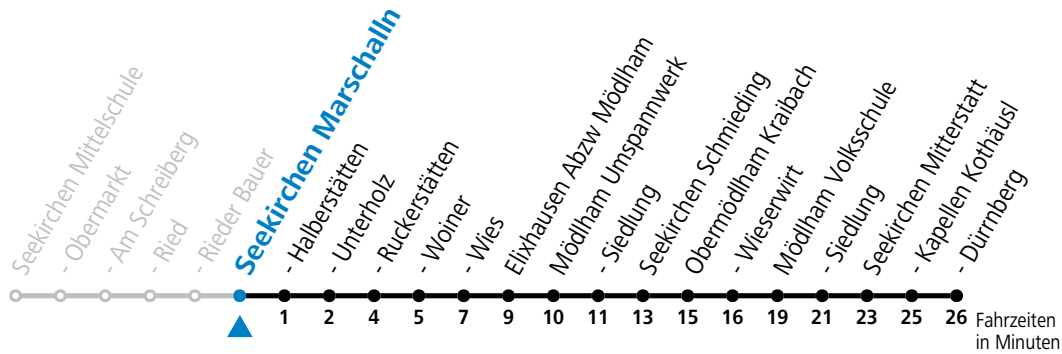 Seekirchen Mittelschule
- Obermarkt
- Am Schreiberg
- Ried
- Rieder Bauer
Seekirchen Marschalln
- Halberstätten
- Unterholz
- Ruckerstätten
- Woiner
- Wies
Elixhausen Abzw Mödlham
Mödlham Umspannwerk
- Siedlung
Seekirchen Schmieding
Obermödlham Kraibach
- Wieserwirt
Mödlham Volksschule
- Siedlung
Seekirchen Mitterstatt
- Kapellen Kothäusl
- Dürrnberg
1 2 4 5 7 9 10 11 13 15 16 19 21 23 25 26 Fahrzeiten
in Minuten